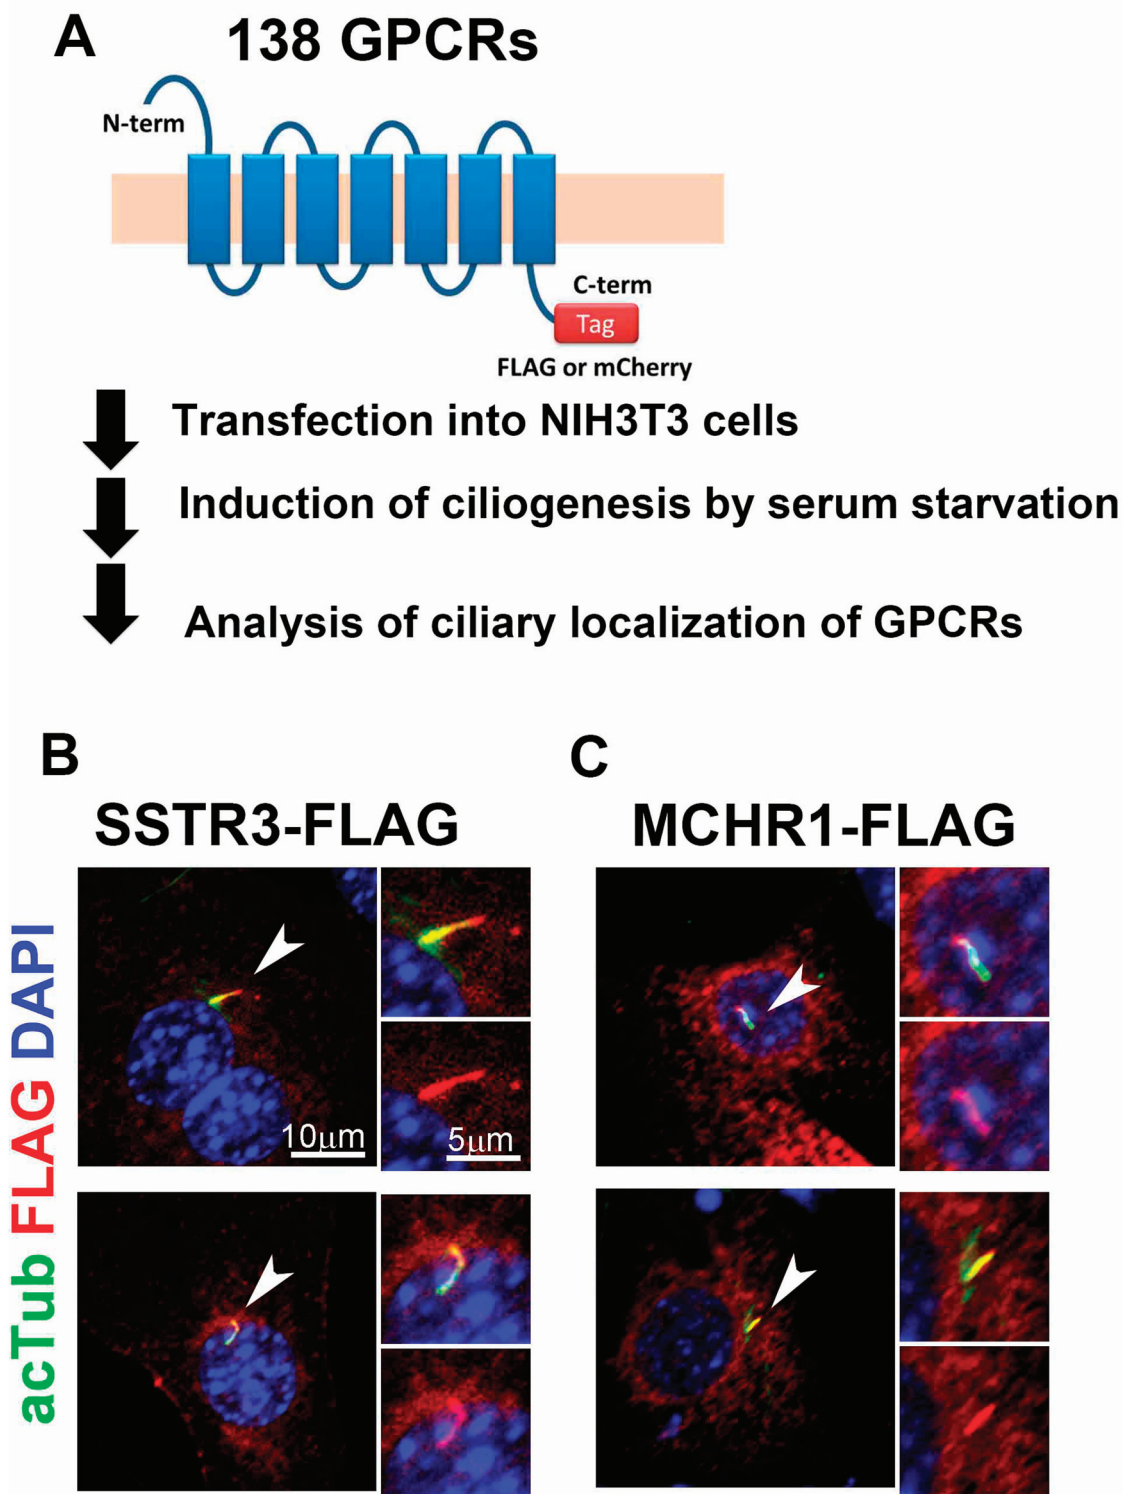 A
138 GPCRs
N-term
C-term
Tag
FLAG or mCherry
Transfection into NIH3T3 cells
Induction of ciliogenesis by serum starvation
Analysis of ciliary localization of GPCRs
B
C
SSTR3-FLAG
MCHR1-FLAG
acTub FLAG DAPI
10μm
5μm